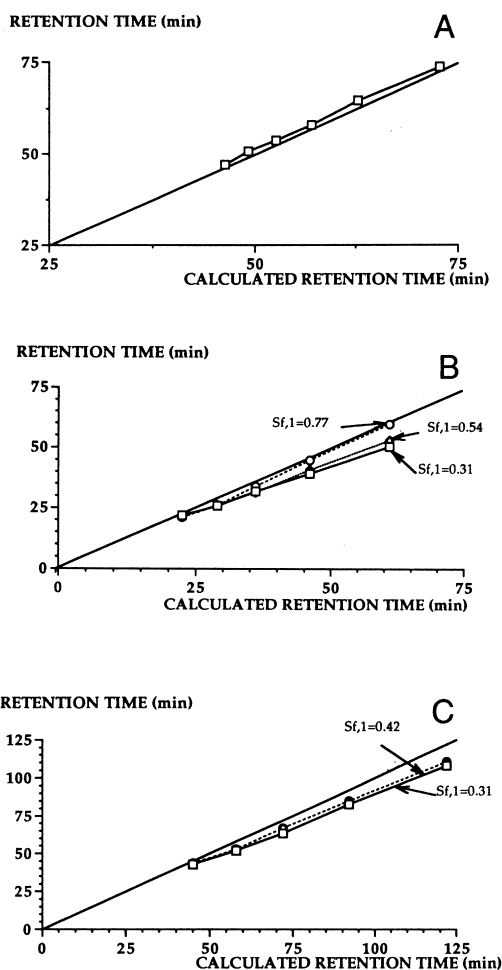 RETENTION TIME (min)
A
75
50
25
25 50 75
CALCULATED RETENTION TIME (min)
RETENTION TIME (min)
B
75
Sf,1=0.77
Sf,1=0.54
50
Sf,1=0.31
25
0
0 25 50 75
CALCULATED RETENTION TIME (min)
RETENTION TIME (min)
C
Sf,1=0.42
125
100
Sf,1=0.31
75
50
25
0
0 25 50 75 100 125
CALCULATED RETENTION TIME (min)